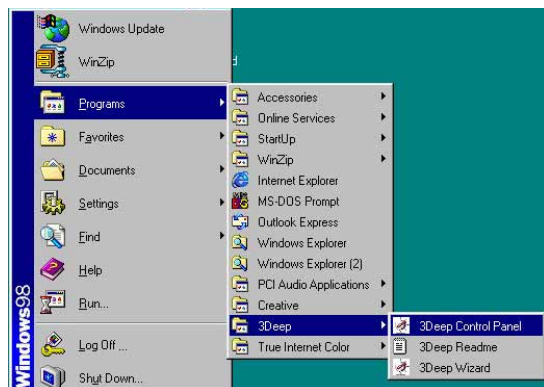 Windows Update
WinZip
Programs
Favorites
Documents
Settings
Find
Help
Run...
Log Off ...
Shut Down...
Windows98
Accessories
Online Services
StartUp
WinZip
Internet Explorer
MS-DOS Prompt
Outlook Express
Windows Explorer
Windows Explorer (2)
PCI Audio Applications
Creative
3Deep
True Internet Color
3Deep Control Panel
3Deep Readme
3Deep Wizard